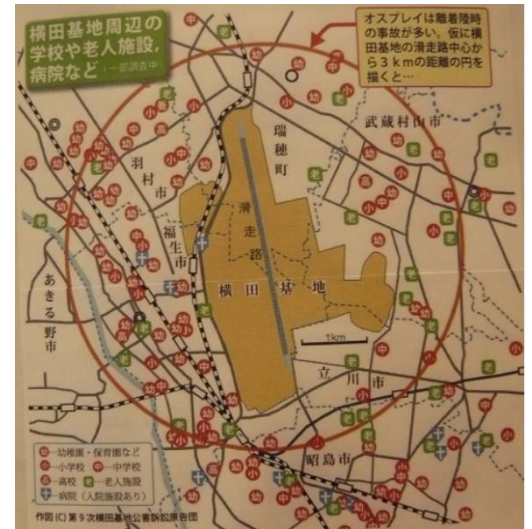 横田基地周辺の
学校や老人施設,
病院など(一部調査中)
オスプレイは離着陸時
の事故が多い。仮に横
田基地の滑走路中心か
ら3kmの距離の円を
描くと…
武蔵村山市
瑞穂町
羽村市
福生市
滑走路
横田基地
あきる野市
1km
立川市
昭島市
幼…幼稚園・保育園など
小…小学校 中…中学校
高…高校 老…老人施設
病院(入院施設あり)
作図(C)第9次横田基地公害訴訟原告団